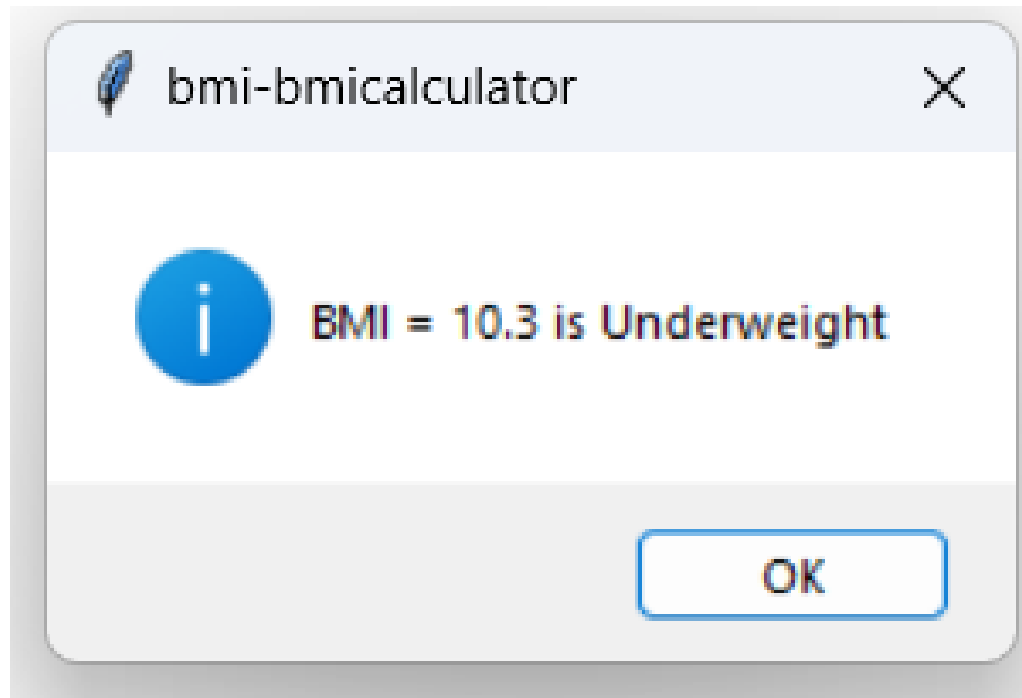 bmi-bmicalculator
BMI = 10.3 is Underweight
OK